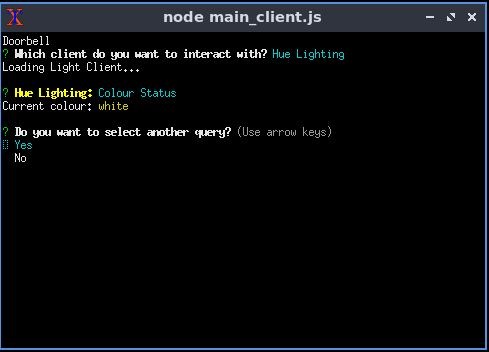 node main_client.js
Doorbell
? Which client do you want to interact with? Hue Lighting
Loading Light Client...
? Hue Lighting: Colour Status
Current colour: white
? Do you want to select another query? (Use arrow keys)
Yes
No